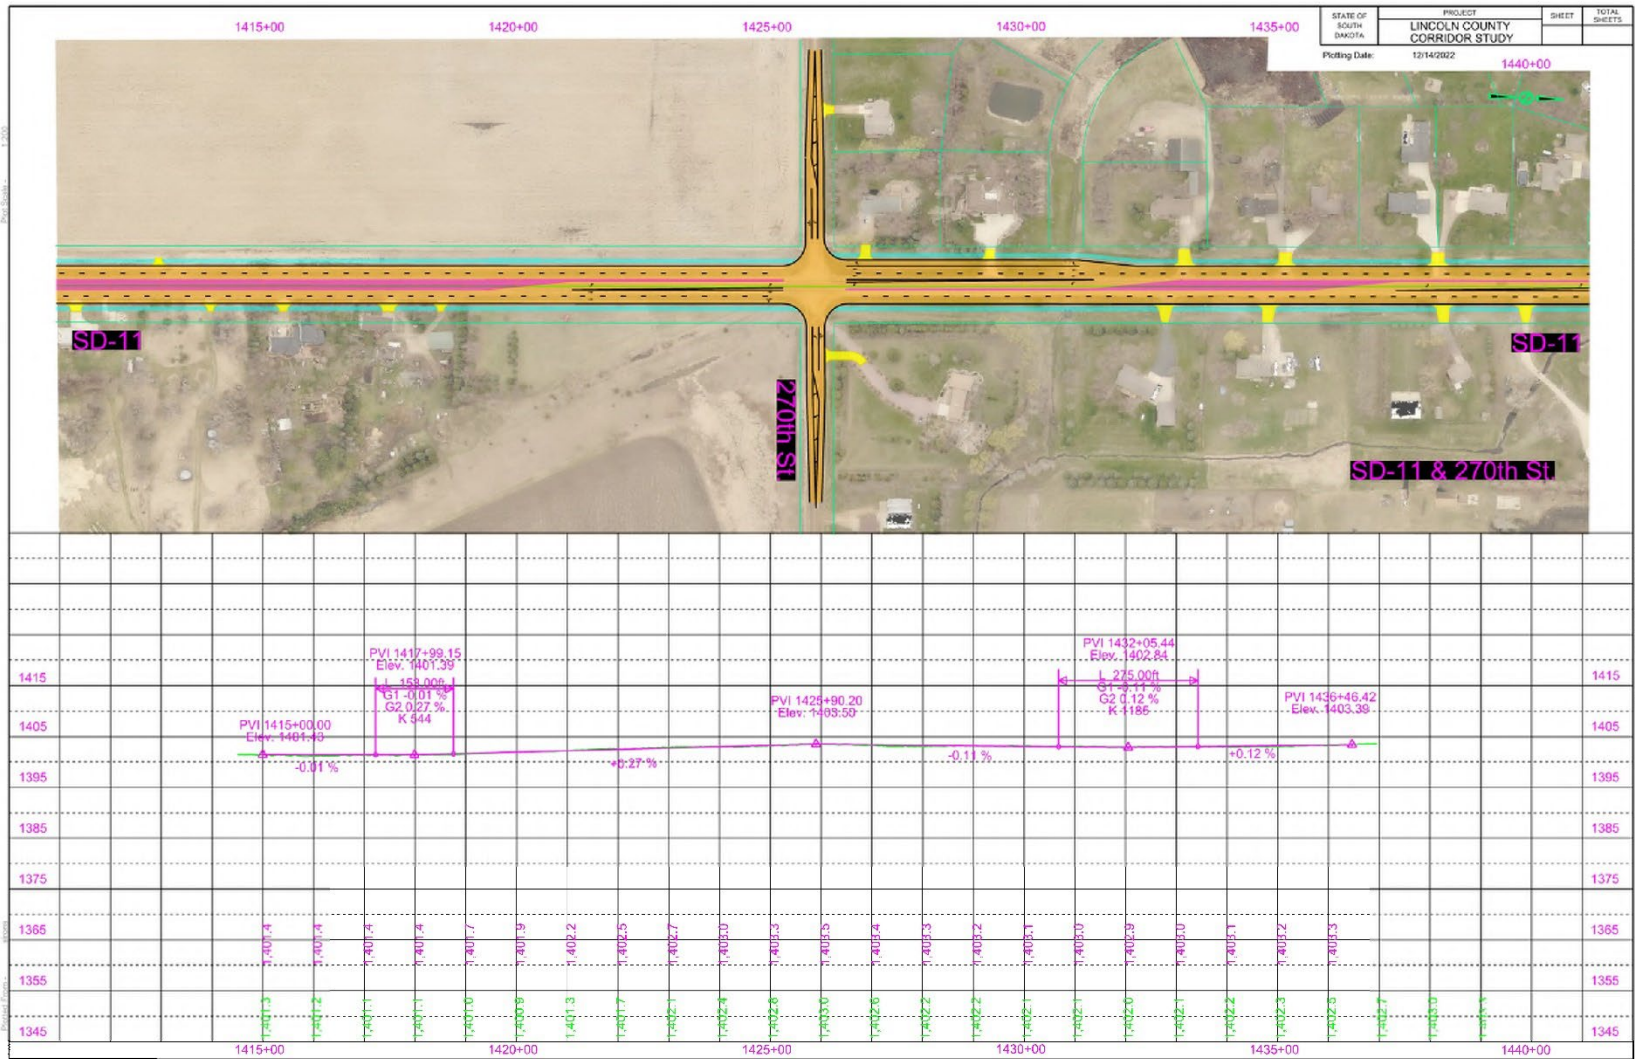 1415+00 1420+00 1425+00 1430+00 1435+00
STATE OF
SOUTH
DAKOTA
PROJECT
LINCOLN COUNTY
CORRIDOR STUDY
SHEET
TOTAL
SHEETS
Plotting Date: 12/14/2022
1440+00
SD-11
SD-11
270th St.
SD-11 & 270th St.
PVI 1417+99.15
Elev. 1401.39
L 153.00ft
G1 -0.01 %
G2 0.27 %
K 544
PVI 1432+05.44
Elev. 1402.84
L 275.00ft
G1 -0.11 %
G2 0.12 %
K 1185
PVI 1415+00.00
Elev. 1401.43
PVI 1425+90.20
Elev. 1403.50
PVI 1436+46.42
Elev. 1403.39
-0.01 %
+0.27 %
-0.11 %
+0.12 %
1415 1415
1405 1405
1395 1395
1385 1385
1375 1375
1365 1365
1355 1355
1345 1345
1,401.4 1,401.4 1,401.4 1,401.4 1,401.7 1,401.9 1,402.2 1,402.5 1,402.7 1,403.0 1,403.3 1,403.5 1,403.4 1,403.3 1,403.2 1,403.1 1,403.0 1,402.9 1,403.0 1,403.1 1,403.2 1,403.3
1,401.3 1,401.2 1,401.1 1,401.1 1,401.0 1,400.9 1,401.3 1,401.7 1,402.1 1,402.4 1,402.8 1,403.0 1,402.6 1,402.2 1,402.2 1,402.1 1,402.1 1,402.0 1,402.1 1,402.2 1,402.3 1,402.5 1,402.7 1,403.0
1415+00 1420+00 1425+00 1430+00 1435+00 1440+00